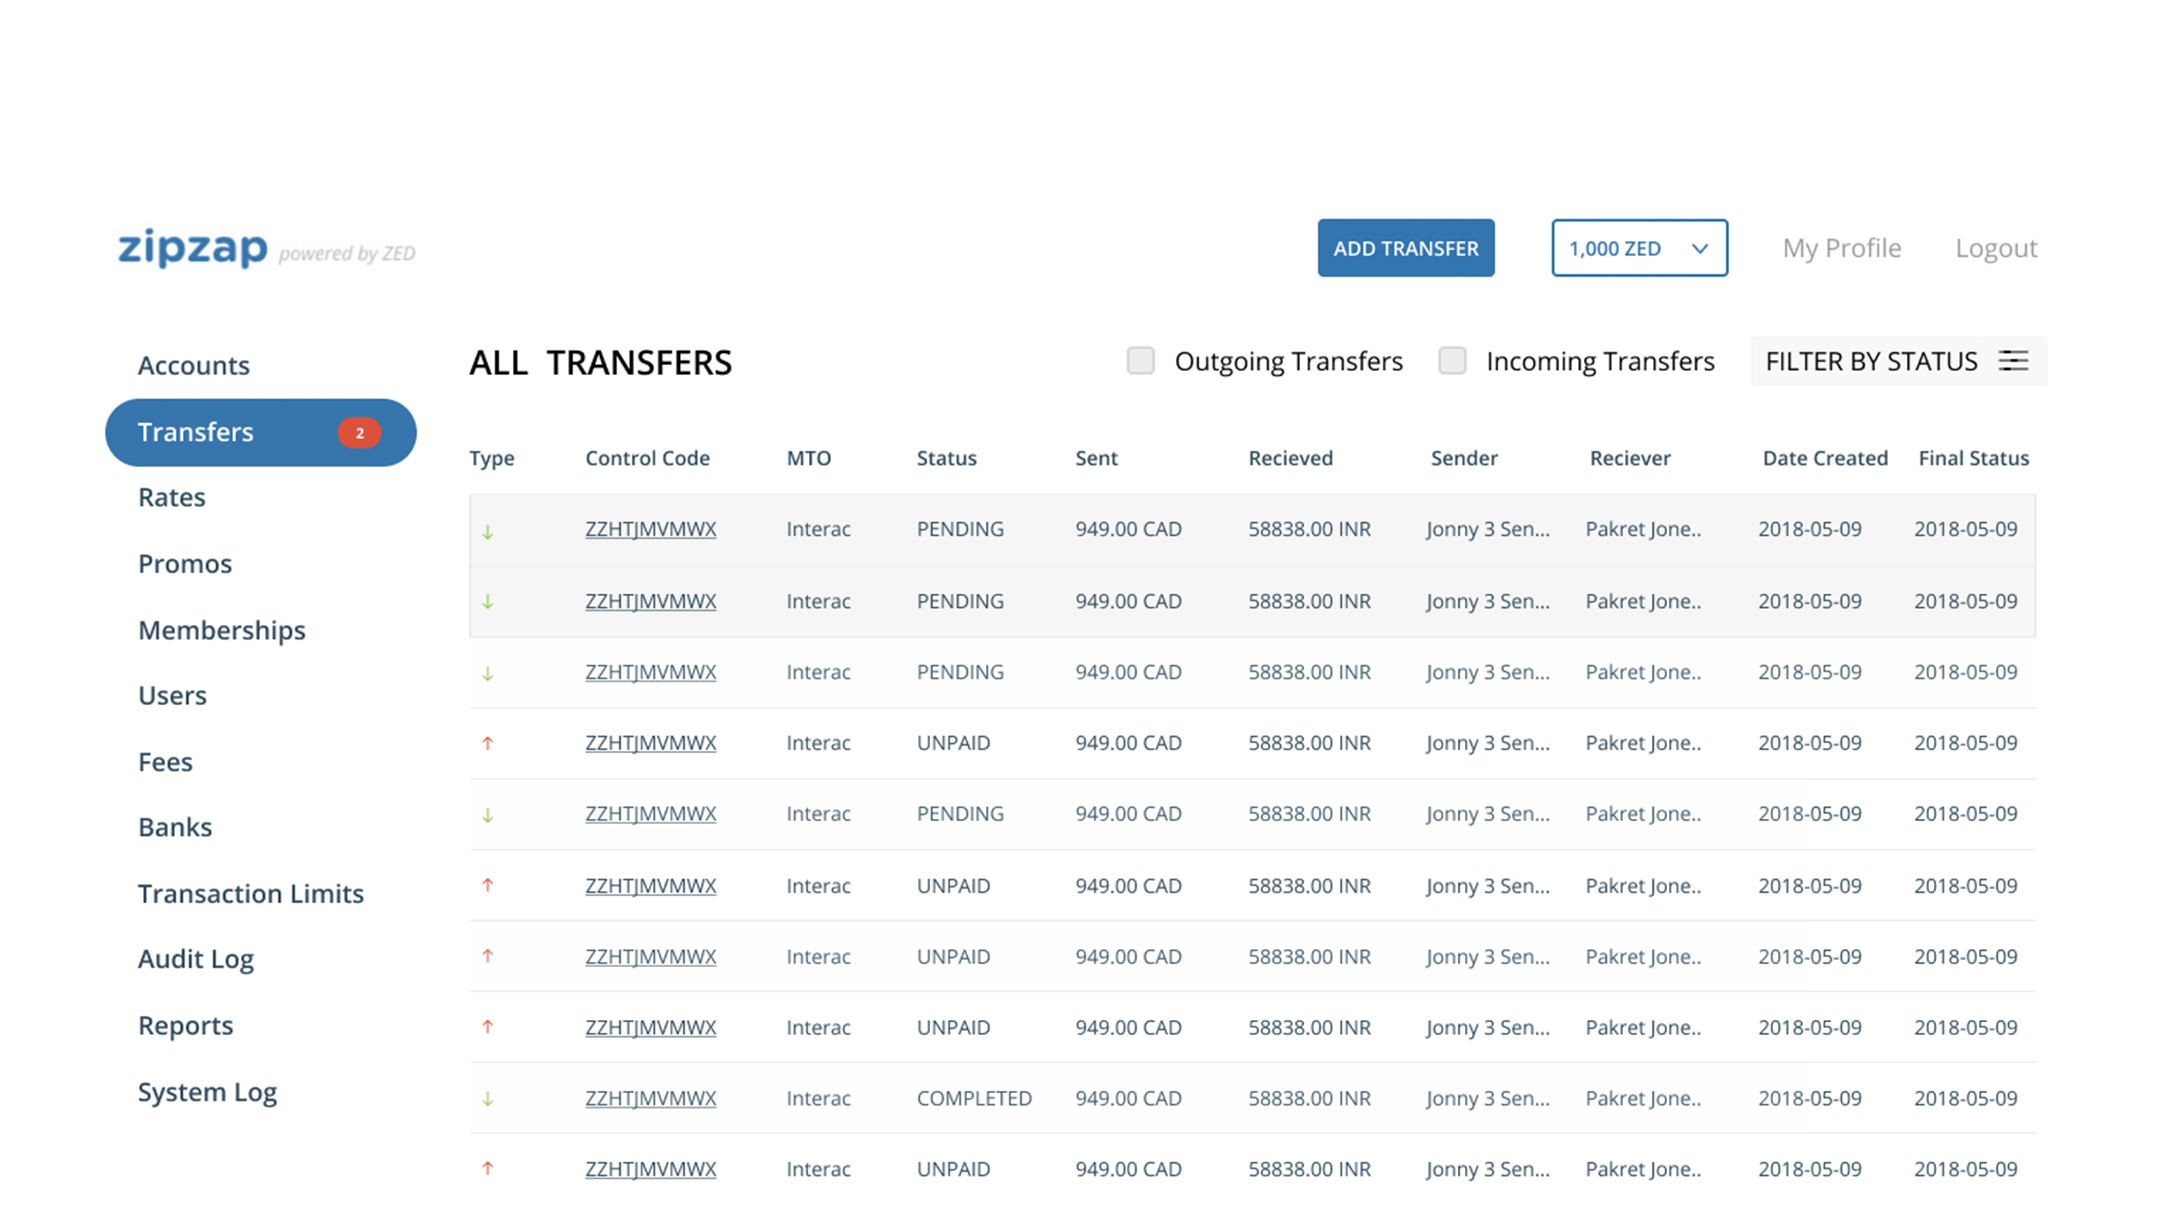 zipzap powered by ZED
ADD TRANSFER
1,000 ZED
My Profile
Logout
Accounts
Transfers 2
Rates
Promos
Memberships
Users
Fees
Banks
Transaction Limits
Audit Log
Reports
System Log
ALL TRANSFERS
Outgoing Transfers
Incoming Transfers
FILTER BY STATUS
Type Control Code MTO Status Sent Recieved Sender Reciever Date Created Final Status
ZZHTJMVMWX Interac PENDING 949.00 CAD 58838.00 INR Jonny 3 Sen... Pakret Jone.. 2018-05-09 2018-05-09
ZZHTJMVMWX Interac PENDING 949.00 CAD 58838.00 INR Jonny 3 Sen... Pakret Jone.. 2018-05-09 2018-05-09
ZZHTJMVMWX Interac PENDING 949.00 CAD 58838.00 INR Jonny 3 Sen... Pakret Jone.. 2018-05-09 2018-05-09
ZZHTJMVMWX Interac UNPAID 949.00 CAD 58838.00 INR Jonny 3 Sen... Pakret Jone.. 2018-05-09 2018-05-09
ZZHTJMVMWX Interac PENDING 949.00 CAD 58838.00 INR Jonny 3 Sen... Pakret Jone.. 2018-05-09 2018-05-09
ZZHTJMVMWX Interac UNPAID 949.00 CAD 58838.00 INR Jonny 3 Sen... Pakret Jone.. 2018-05-09 2018-05-09
ZZHTJMVMWX Interac UNPAID 949.00 CAD 58838.00 INR Jonny 3 Sen... Pakret Jone.. 2018-05-09 2018-05-09
ZZHTJMVMWX Interac UNPAID 949.00 CAD 58838.00 INR Jonny 3 Sen... Pakret Jone.. 2018-05-09 2018-05-09
ZZHTJMVMWX Interac COMPLETED 949.00 CAD 58838.00 INR Jonny 3 Sen... Pakret Jone.. 2018-05-09 2018-05-09
ZZHTJMVMWX Interac UNPAID 949.00 CAD 58838.00 INR Jonny 3 Sen... Pakret Jone.. 2018-05-09 2018-05-09